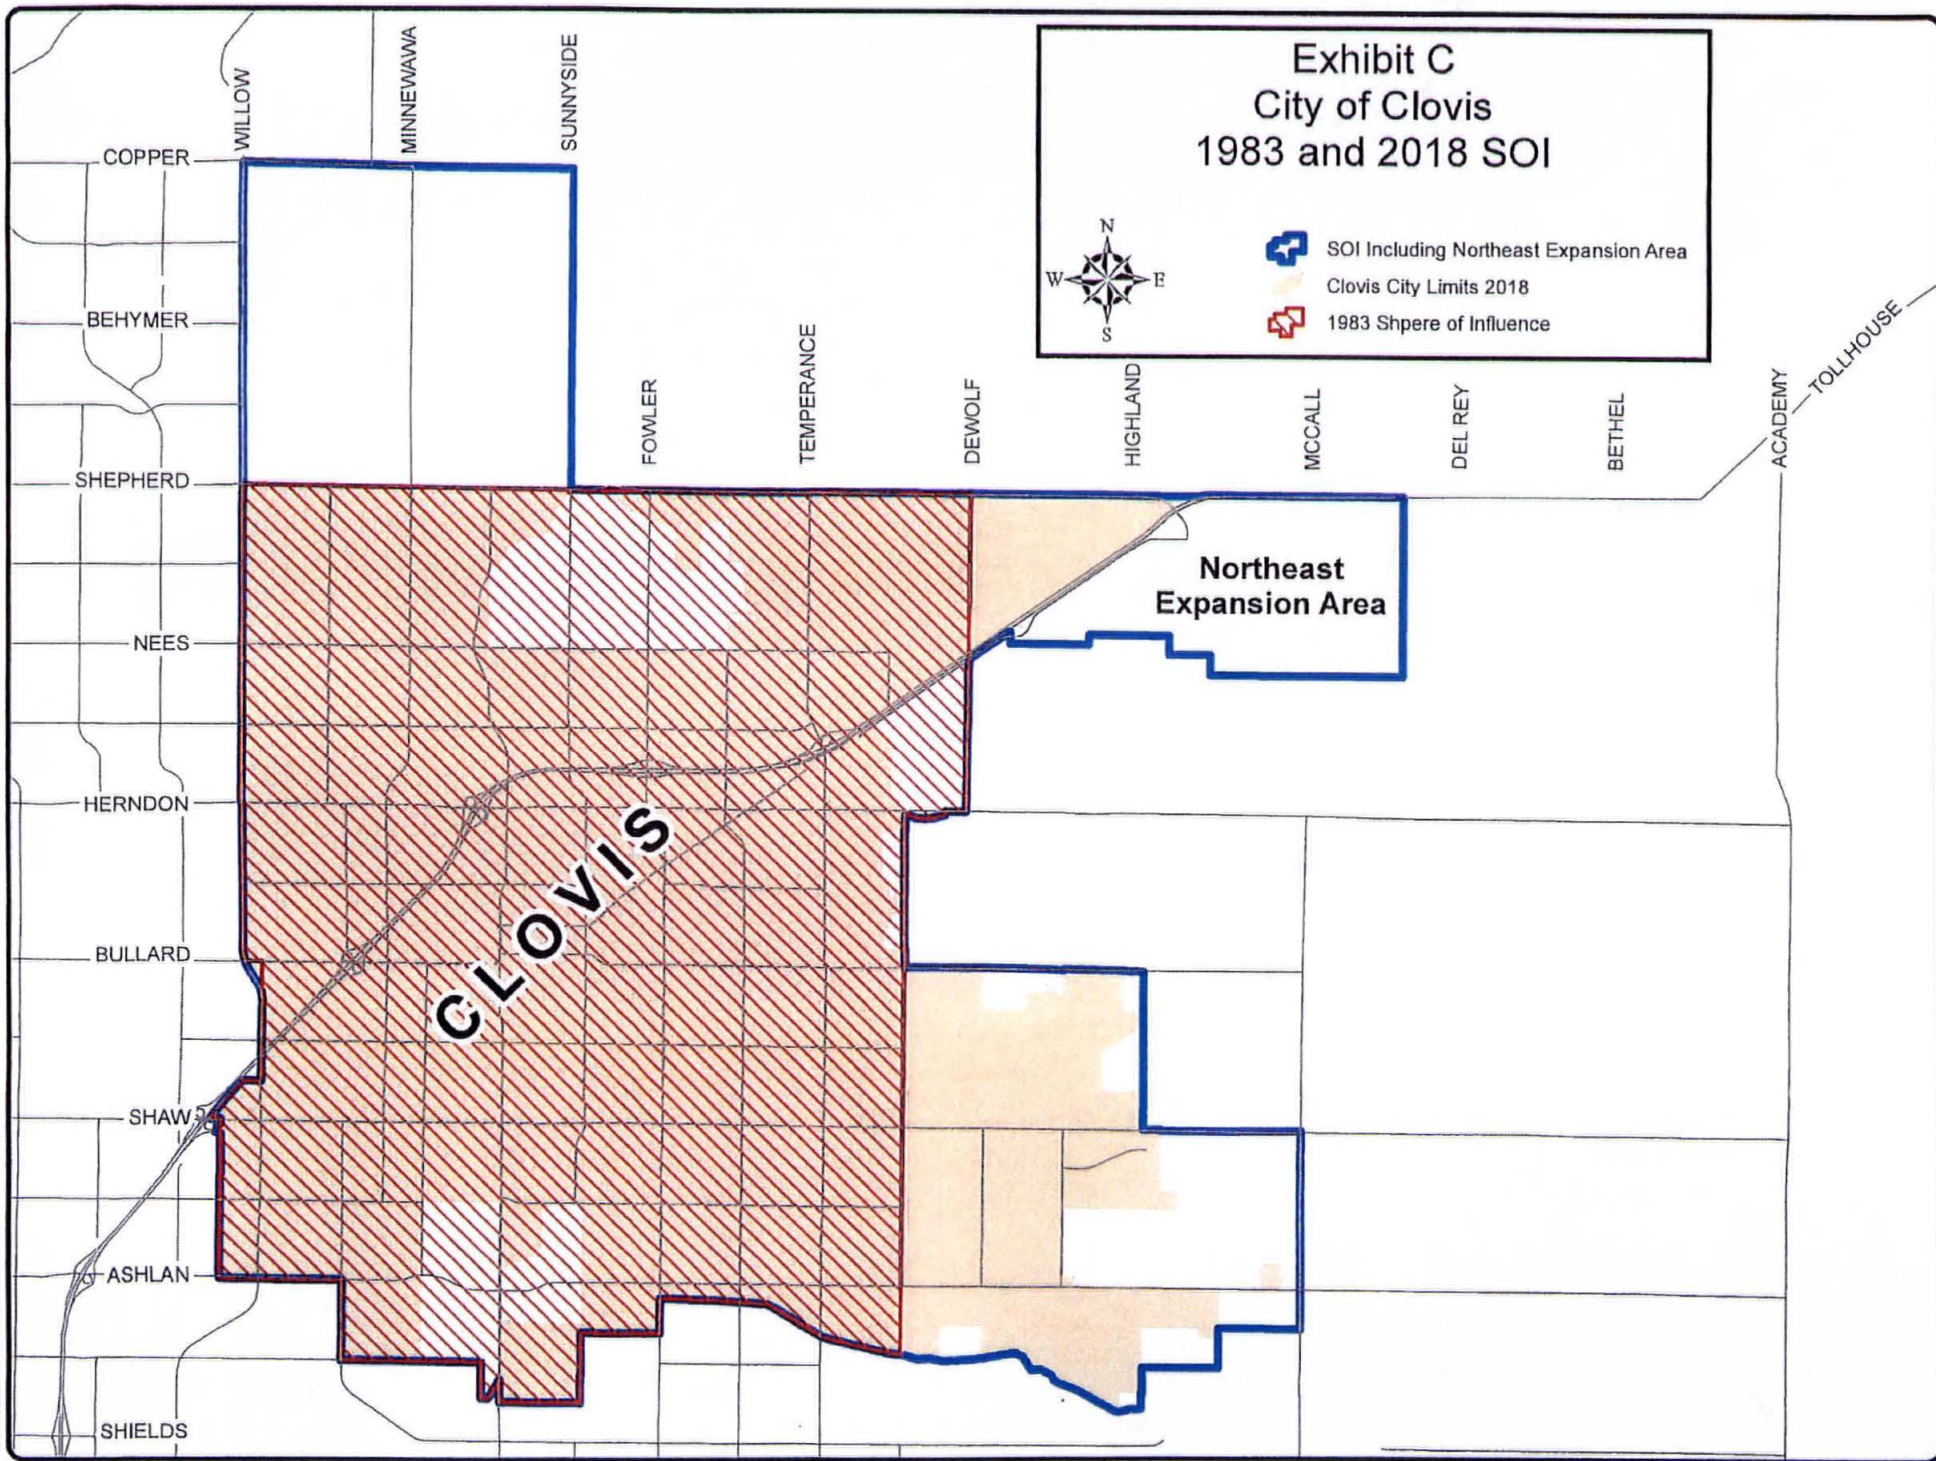 Exhibit C
City of Clovis
1983 and 2018 SOI
N
W
E
S
SOI Including Northeast Expansion Area
Clovis City Limits 2018
1983 Shpere of Influence
WILLOW
MINNEWAWA
SUNNYSIDE
COPPER
BEHYMER
SHEPHERD
NEES
HERNDON
BULLARD
SHAW
ASHLAN
SHIELDS
FOWLER
TEMPERANCE
DEWOLF
HIGHLAND
MCCALL
DEL REY
BETHEL
ACADEMY
TOLLHOUSE
Northeast
Expansion Area
CLOVIS